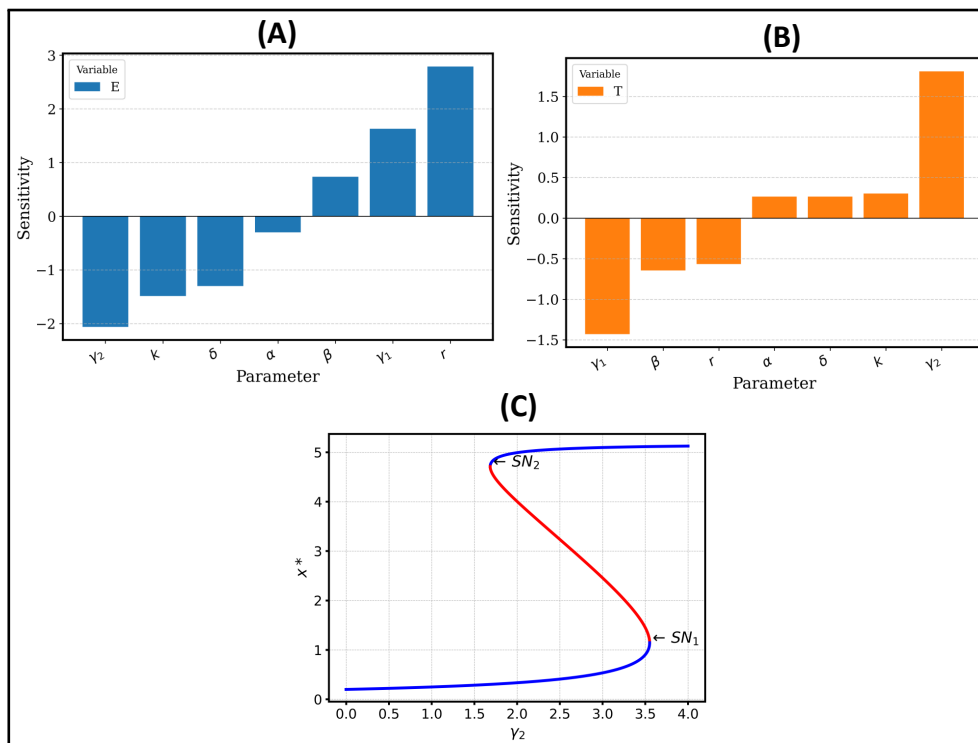 (A)
Variable
E
3
2
1
0
−1
−2
Sensitivity
γ₂ k δ α β γ₁ r
Parameter
(B)
Variable
T
1.5
1.0
0.5
0.0
−0.5
−1.0
−1.5
Sensitivity
γ₁ β r α δ k γ₂
Parameter
(C)
5
4
3
2
1
0
x*
← SN₂
← SN₁
0.0 0.5 1.0 1.5 2.0 2.5 3.0 3.5 4.0
γ₂